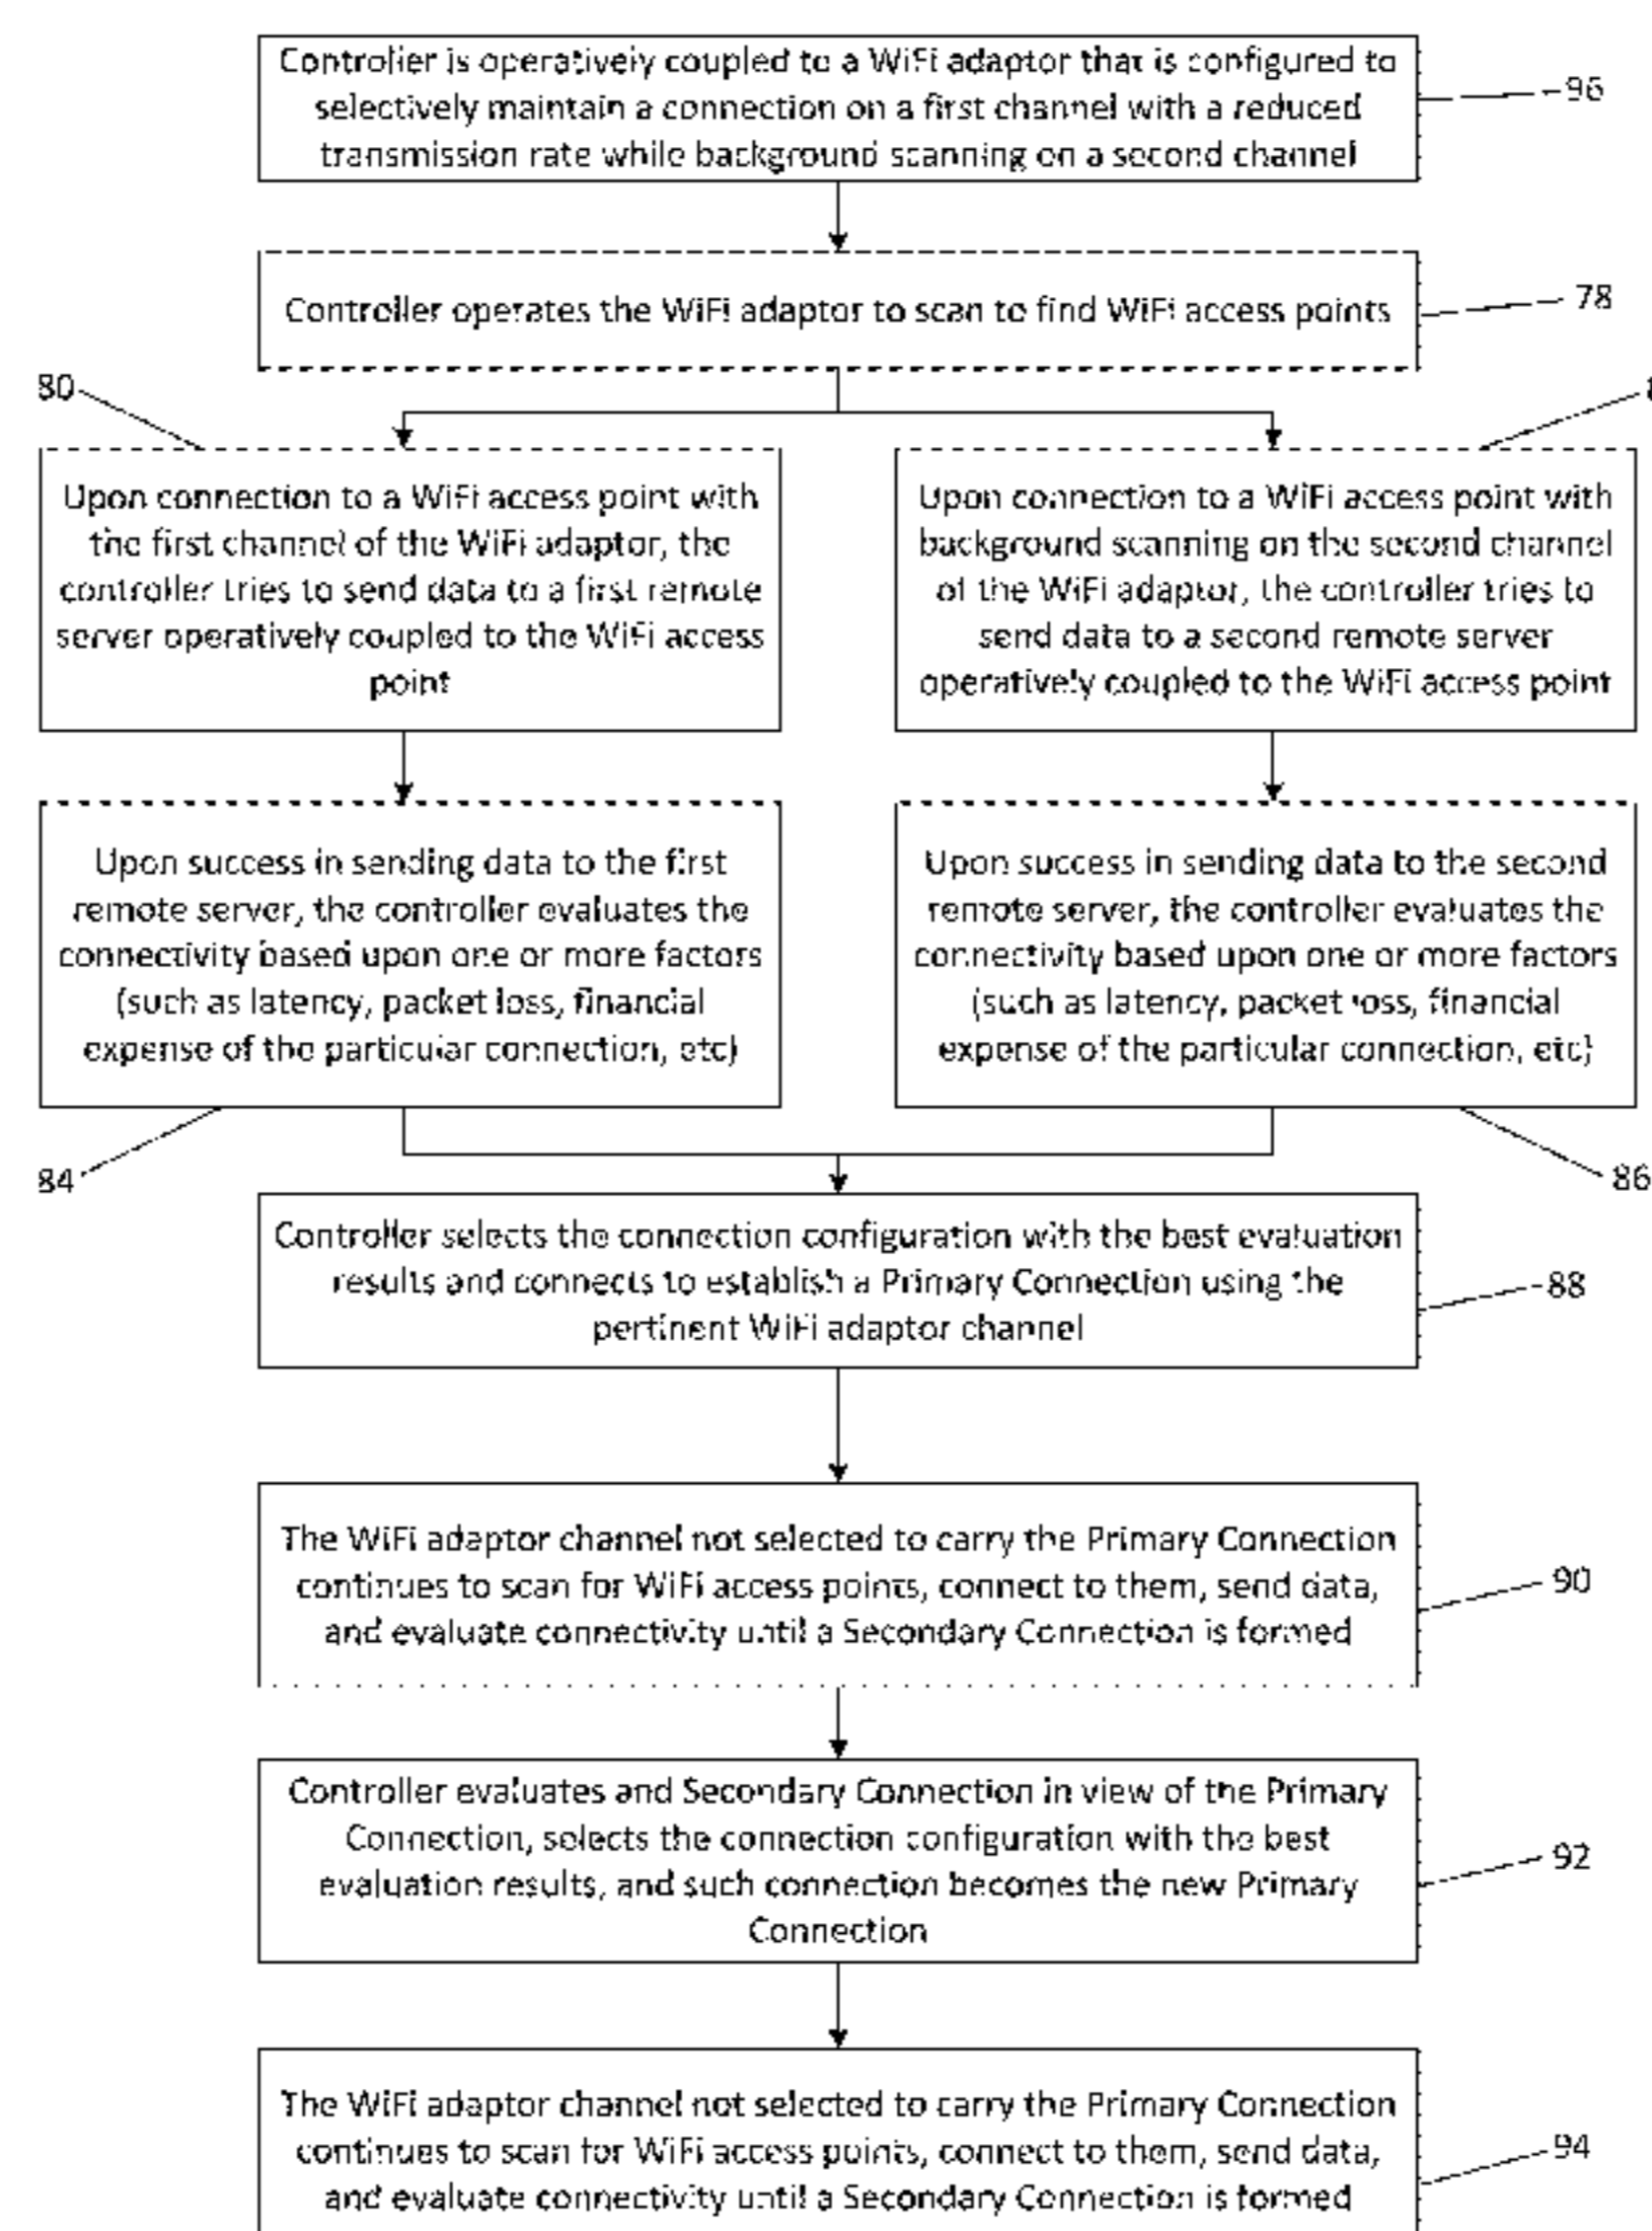 Controller is operatively coupled to a WiFi adaptor that is configured to
selectively maintain a connection on a first channel with a reduced
transmission rate while background scanning on a second channel
96
Controller operates the WiFi adaptor to scan to find WiFi access points
78
80
Upon connection to a WiFi access point with
the first channel of the WiFi adaptor, the
controller tries to send data to a first remote
server operatively coupled to the WiFi access
point
Upon connection to a WiFi access point with
background scanning on the second channel
of the WiFi adaptor, the controller tries to
send data to a second remote server
operatively coupled to the WiFi access point
Upon success in sending data to the first
remote server, the controller evaluates the
connectivity based upon one or more factors
(such as latency, packet loss, financial
expense of the particular connection, etc)
Upon success in sending data to the second
remote server, the controller evaluates the
connectivity based upon one or more factors
(such as latency, packet loss, financial
expense of the particular connection, etc)
84
86
Controller selects the connection configuration with the best evaluation
results and connects to establish a Primary Connection using the
pertinent WiFi adaptor channel
88
The WiFi adaptor channel not selected to carry the Primary Connection
continues to scan for WiFi access points, connect to them, send data,
and evaluate connectivity until a Secondary Connection is formed
90
Controller evaluates and Secondary Connection in view of the Primary
Connection, selects the connection configuration with the best
evaluation results, and such connection becomes the new Primary
Connection
92
The WiFi adaptor channel not selected to carry the Primary Connection
continues to scan for WiFi access points, connect to them, send data,
and evaluate connectivity until a Secondary Connection is formed
94